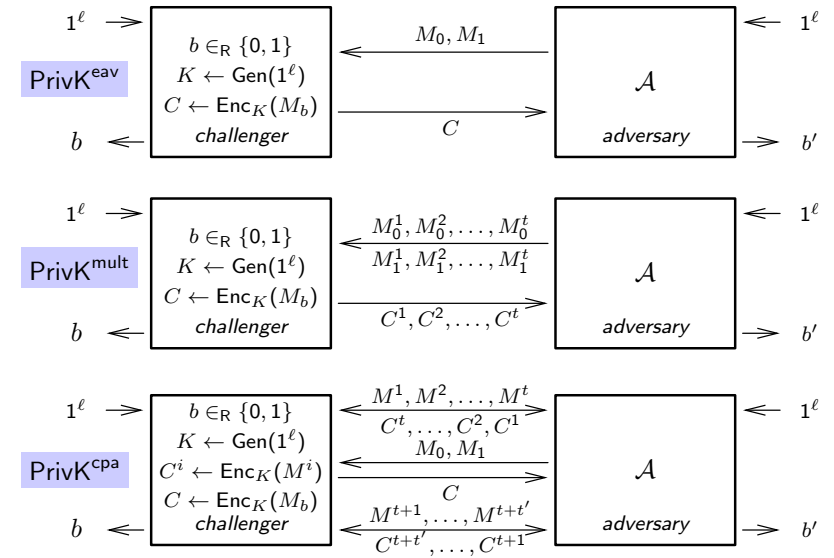 1^ℓ
PrivK^eav
b
b ∈_R {0, 1}
K ← Gen(1^ℓ)
C ← Enc_K(M_b)
challenger
M_0, M_1
C
𝒜
adversary
1^ℓ
b′
1^ℓ
PrivK^mult
b
b ∈_R {0, 1}
K ← Gen(1^ℓ)
C ← Enc_K(M_b)
challenger
M_0^1, M_0^2, . . . , M_0^t
M_1^1, M_1^2, . . . , M_1^t
C^1, C^2, . . . , C^t
𝒜
adversary
1^ℓ
b′
1^ℓ
PrivK^cpa
b
b ∈_R {0, 1}
K ← Gen(1^ℓ)
C^i ← Enc_K(M^i)
C ← Enc_K(M_b)
challenger
M^1, M^2, . . . , M^t
C^t, . . . , C^2, C^1
M_0, M_1
C
M^{t+1}, . . . , M^{t+t′}
C^{t+t′}, . . . , C^{t+1}
𝒜
adversary
1^ℓ
b′